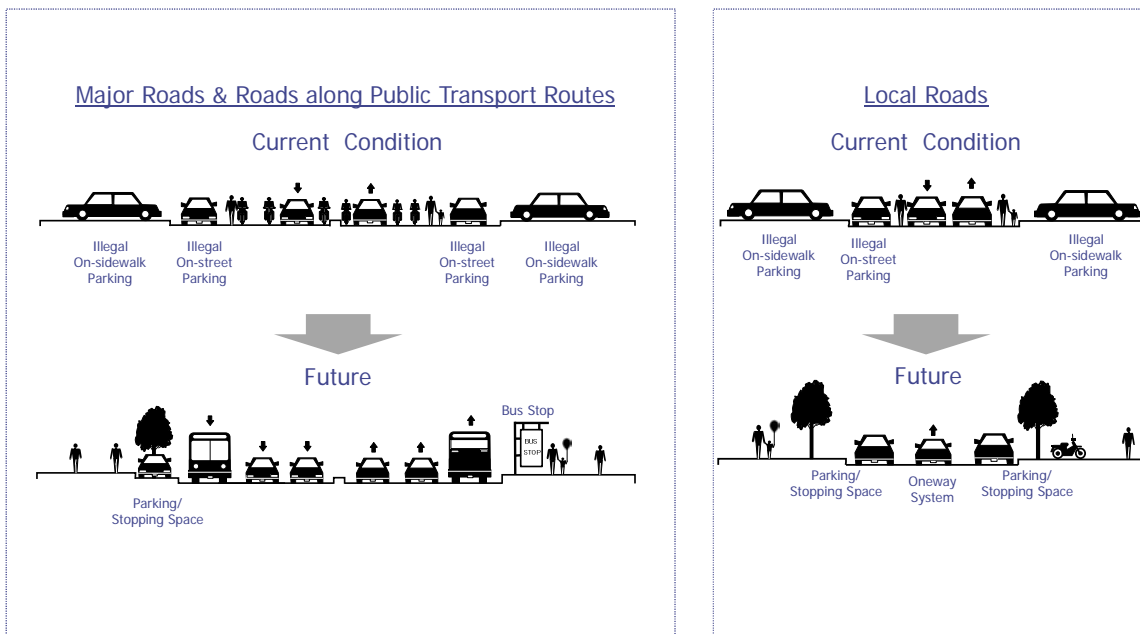 Major Roads & Roads along Public Transport Routes
Current Condition
Illegal
On-sidewalk
Parking
Illegal
On-street
Parking
Illegal
On-street
Parking
Illegal
On-sidewalk
Parking
Future
Bus Stop
BUS
STOP
Parking/
Stopping Space
Local Roads
Current Condition
Illegal
On-sidewalk
Parking
Illegal
On-street
Parking
Illegal
On-sidewalk
Parking
Future
Parking/
Stopping Space
Oneway
System
Parking/
Stopping Space